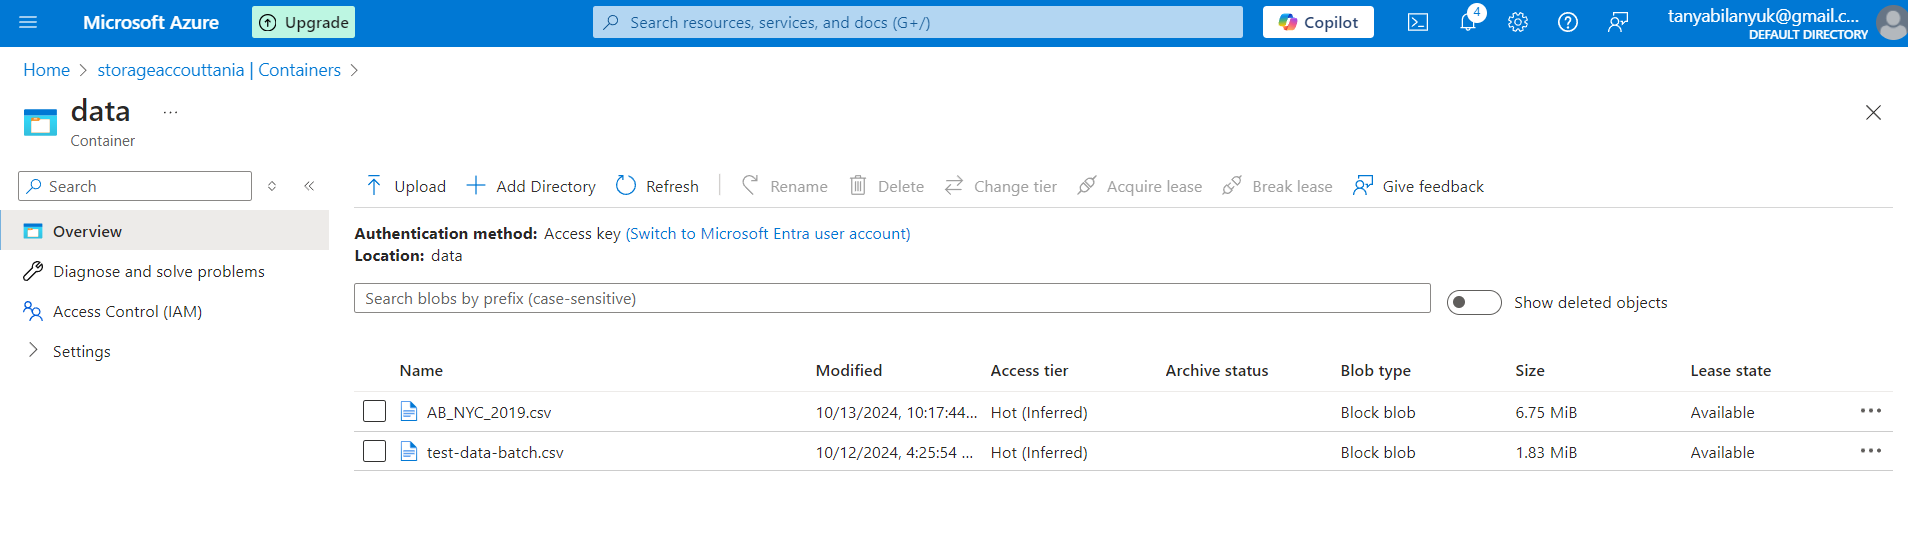 Microsoft Azure Upgrade Search resources, services, and docs (G+/) Copilot 4 tanyabilanyuk@gmail.c...
DEFAULT DIRECTORY
Home > storageaccouttania | Containers >
data ...
Container
Search
Overview
Diagnose and solve problems
Access Control (IAM)
Settings
Upload Add Directory Refresh Rename Delete Change tier Acquire lease Break lease Give feedback
Authentication method: Access key (Switch to Microsoft Entra user account)
Location: data
Search blobs by prefix (case-sensitive) Show deleted objects
Name Modified Access tier Archive status Blob type Size Lease state
AB_NYC_2019.csv 10/13/2024, 10:17:44... Hot (Inferred) Block blob 6.75 MiB Available ...
test-data-batch.csv 10/12/2024, 4:25:54 ... Hot (Inferred) Block blob 1.83 MiB Available ...